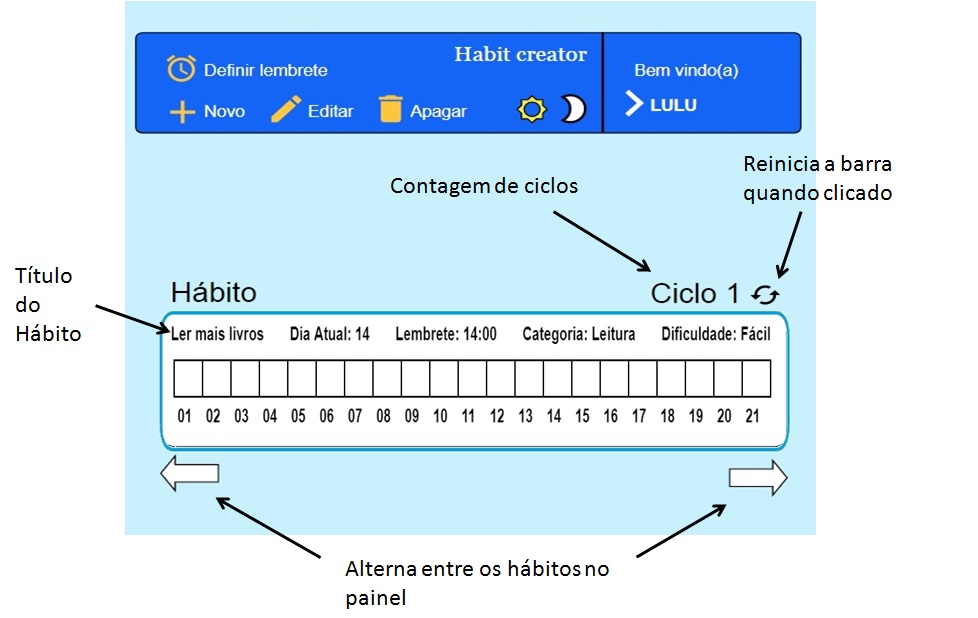 Habit creator
Definir lembrete
Novo Editar Apagar
Bem vindo(a)
LULU
Contagem de ciclos
Reinicia a barra
quando clicado
Título
do
Hábito
Hábito
Ciclo 1
Ler mais livros Dia Atual: 14 Lembrete: 14:00 Categoria: Leitura Dificuldade: Fácil
01 02 03 04 05 06 07 08 09 10 11 12 13 14 15 16 17 18 19 20 21
Alterna entre os hábitos no
painel